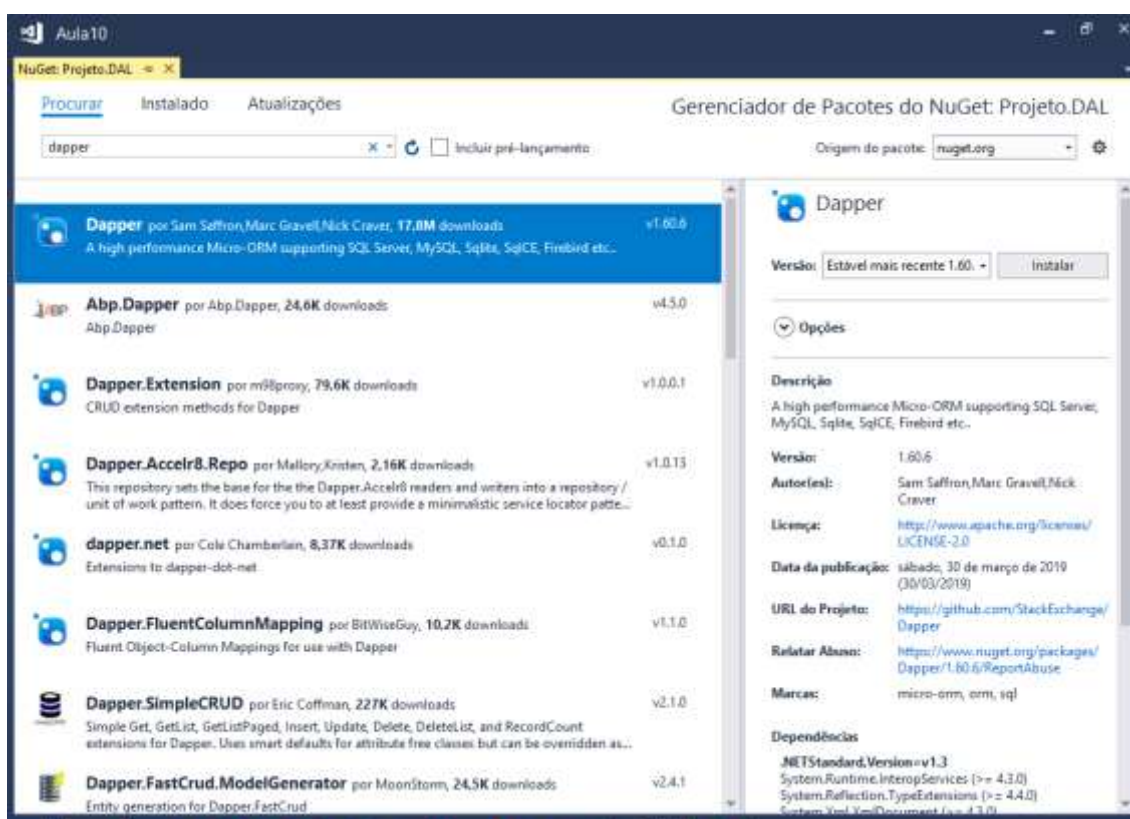 Aula10
NuGet: Projeto.DAL
Procurar Instalado Atualizações
Gerenciador de Pacotes do NuGet: Projeto.DAL
dapper
Incluir pré-lançamento
Origem do pacote: nuget.org
Dapper por Sam Saffron,Marc Gravell,Nick Craver, 17,0M downloads v1.60.6
A high performance Micro-ORM supporting SQL Server, MySQL, Sqlite, SqlCE, Firebird etc..
Abp.Dapper por Abp.Dapper, 24,6K downloads v4.5.0
Abp.Dapper
Dapper.Extension por m98proxy, 79,6K downloads v1.0.0.1
CRUD extension methods for Dapper
Dapper.Accelr8.Repo por Mallory,Kristen, 2,16K downloads v1.0.13
This repository sets the base for the the Dapper.Accelr8 readers and writers into a repository /
unit of work pattern. It does force you to at least provide a minimalistic service locator patte...
dapper.net por Cole Chamberlain, 8,37K downloads v0.1.0
Extensions to dapper-dot-net
Dapper.FluentColumnMapping por BitWiseGuy, 10,2K downloads v1.1.0
Fluent Object-Column Mappings for use with Dapper
Dapper.SimpleCRUD por Eric Coffman, 227K downloads v2.1.0
Simple Get, GetList, GetListPaged, Insert, Update, Delete, DeleteList, and RecordCount
extensions for Dapper. Uses smart defaults for attribute free classes but can be overridden as...
Dapper.FastCrud.ModelGenerator por MoonStorm, 24,5K downloads v2.4.1
Entity generation for Dapper.FastCrud
Dapper
Versão: Estável mais recente 1.60. Instalar
Opções
Descrição
A high performance Micro-ORM supporting SQL Server,
MySQL, Sqlite, SqlCE, Firebird etc..
Versão: 1.60.6
Autor(es): Sam Saffron,Marc Gravell,Nick
Craver
Licença: http://www.apache.org/licenses/
LICENSE-2.0
Data da publicação: sábado, 30 de março de 2019
(30/03/2019)
URL do Projeto: https://github.com/StackExchange/
Dapper
Relatar Abuso: https://www.nuget.org/packages/
Dapper/1.60.6/ReportAbuse
Marcas: micro-orm, orm, sql
Dependências
.NETStandard,Version=v1.3
System.Runtime.InteropServices (>= 4.3.0)
System.Reflection.TypeExtensions (>= 4.4.0)
System.Xml.XmlDocument (>= 4.3.0)